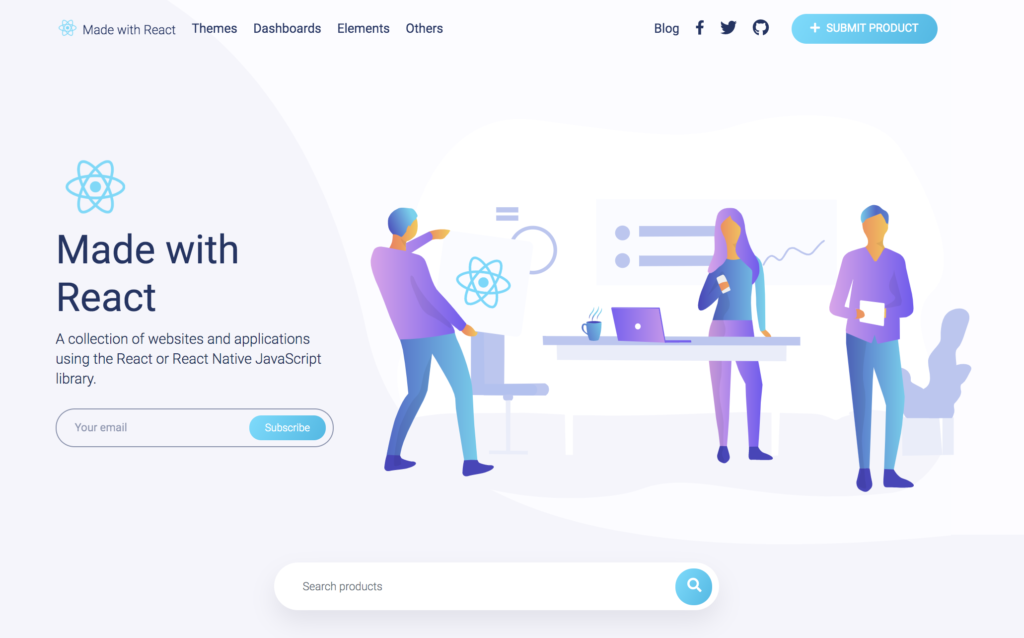 Made with React
Themes
Dashboards
Elements
Others
Blog
SUBMIT PRODUCT
Made with
React
A collection of websites and applications
using the React or React Native JavaScript
library.
Your email
Subscribe
Search products